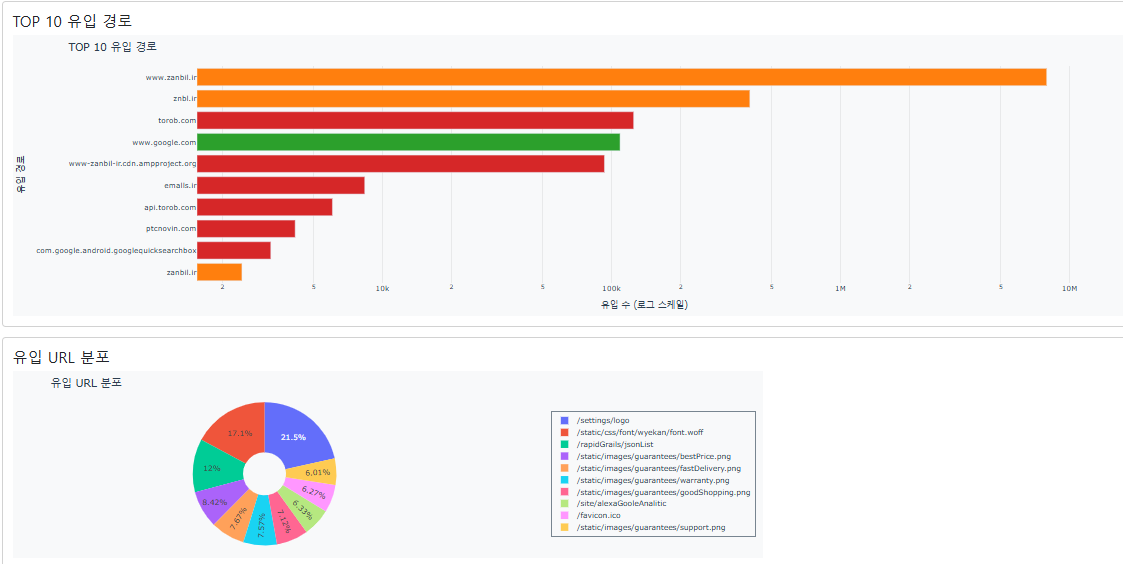 TOP 10 유입 경로
TOP 10 유입 경로
유입 경로
www.zanbil.ir
znbl.ir
torob.com
www.google.com
www-zanbil-ir.cdn.ampproject.org
emalls.ir
api.torob.com
ptcnovin.com
com.google.android.googlequicksearchbox
zanbil.ir
2 5 10k 2 5 100k 2 5 1M 2 5 10M
유입 수 (로그 스케일)
유입 URL 분포
유입 URL 분포
21.5%
17.1%
12%
8.42%
7.67%
7.57%
7.12%
6.33%
6.27%
6.01%
/settings/logo
/static/css/font/wyekan/font.woff
/rapidGrails/jsonList
/static/images/guarantees/bestPrice.png
/static/images/guarantees/fastDelivery.png
/static/images/guarantees/warranty.png
/static/images/guarantees/goodShopping.png
/site/alexaGooleAnalitic
/favicon.ico
/static/images/guarantees/support.png